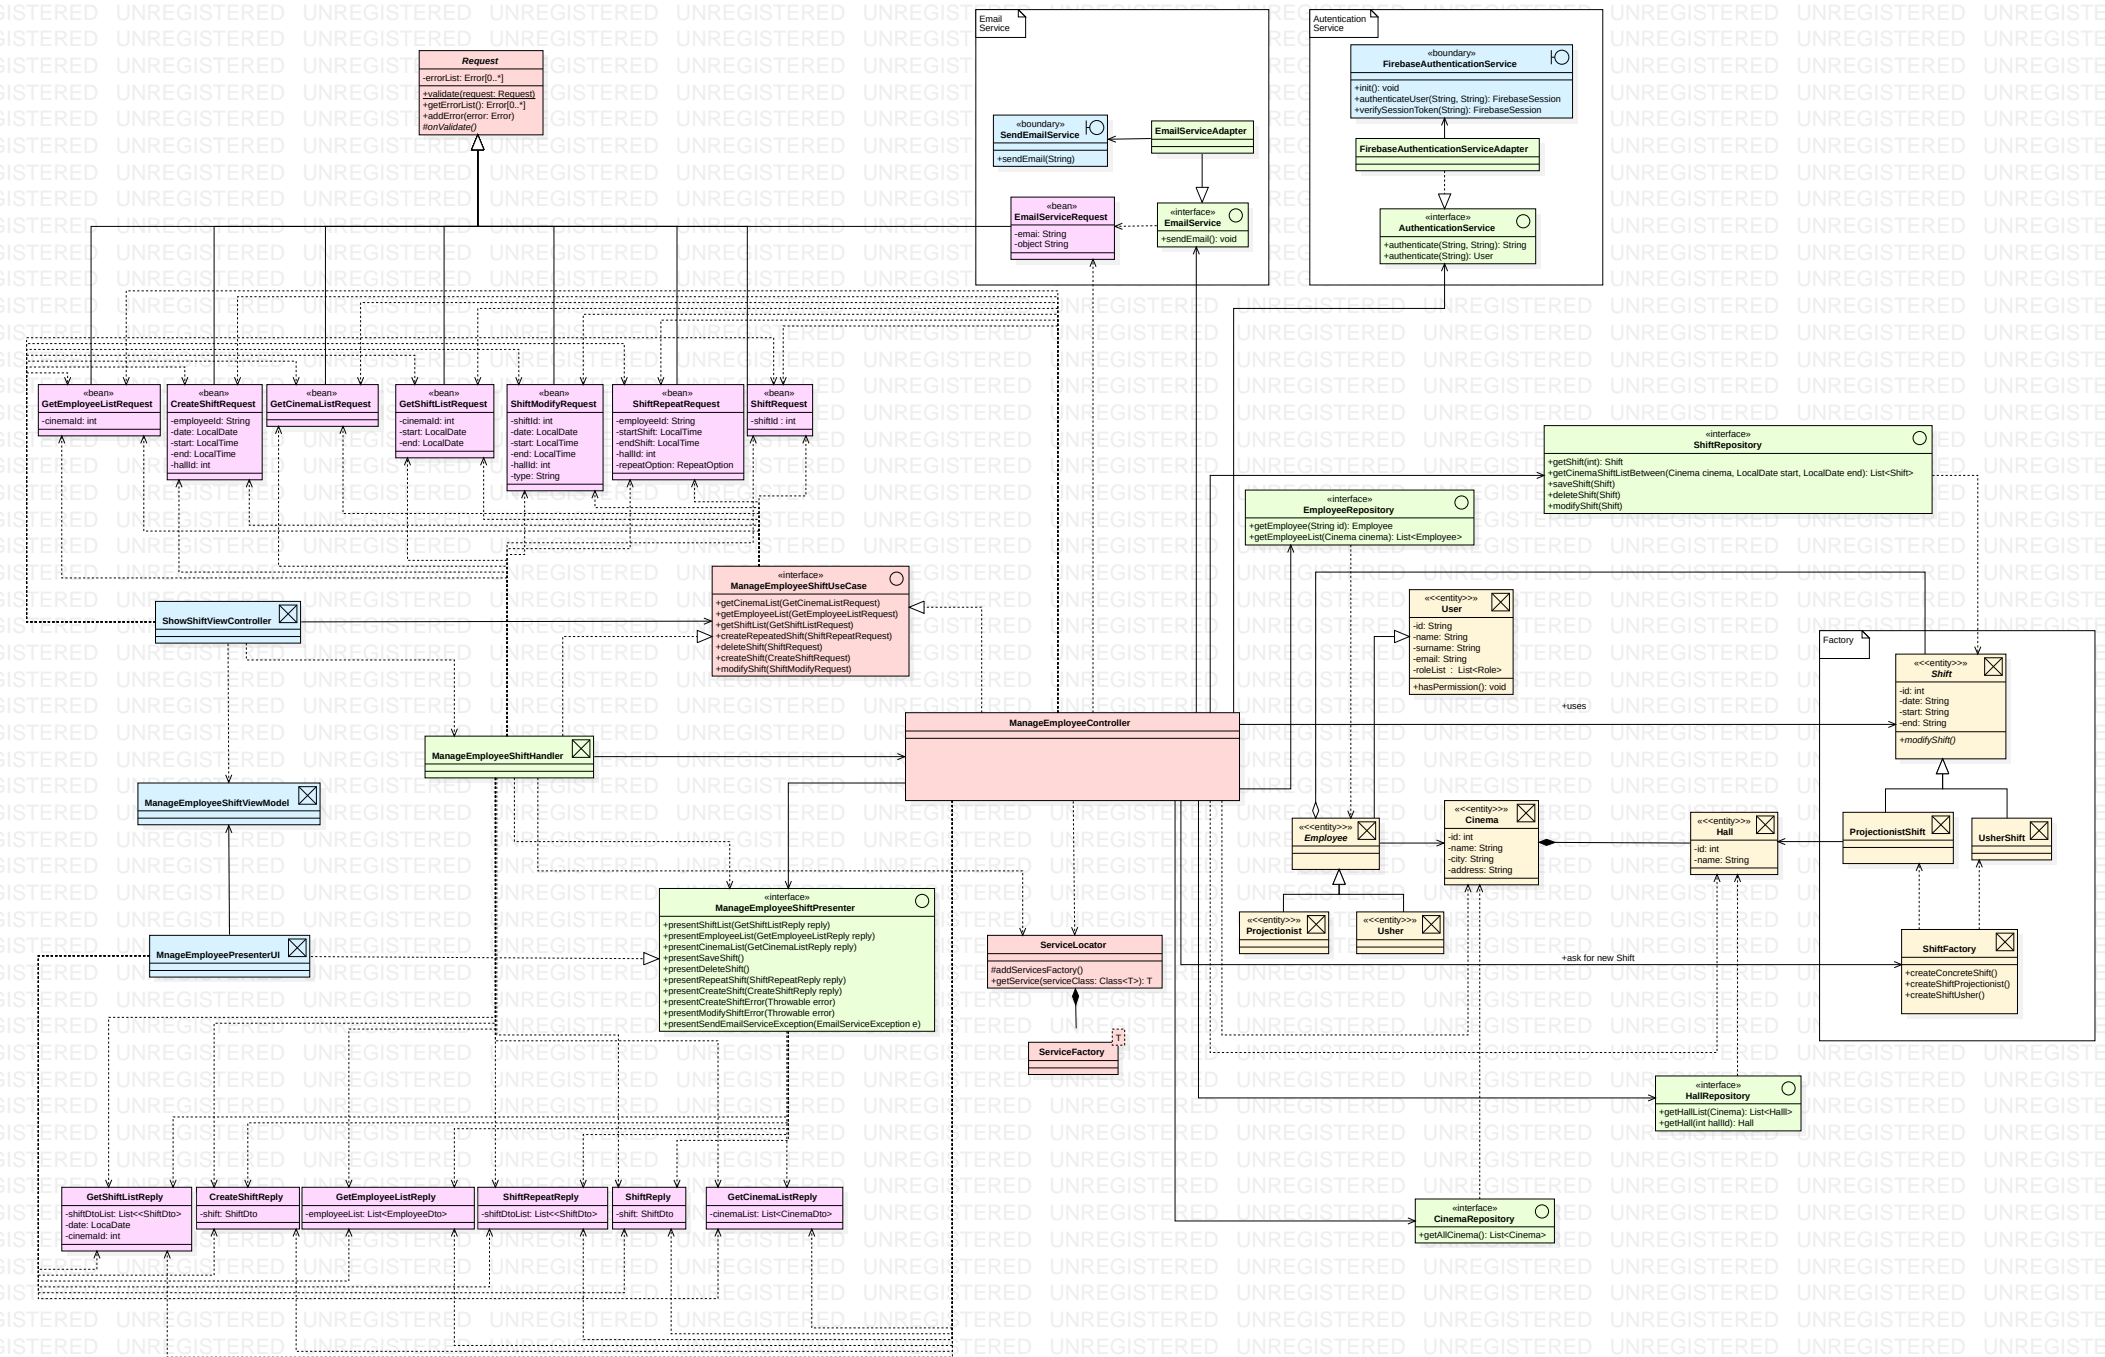 UNREGISTERED
Email
Service
Autentication
Service
«boundary»
FirebaseAuthenticationService
+init(): void
+authenticateUser(String, String): FirebaseSession
+verifySessionToken(String): FirebaseSession
Request
-errorList: Error[0..*]
+validate(request: Request)
+getErrorList(): Error[0..*]
+addError(error: Error)
#onValidate()
«boundary»
SendEmailService
+sendEmail(String)
EmailServiceAdapter
FirebaseAuthenticationServiceAdapter
«bean»
EmailServiceRequest
-emai: String
-object String
«interface»
EmailService
+sendEmail(): void
«interface»
AuthenticationService
+authenticate(String, String): String
+authenticate(String): User
«bean»
GetEmployeeListRequest
-cinemaId: int
«bean»
CreateShiftRequest
-employeeId: String
-date: LocalDate
-start: LocalTime
-end: LocalTime
-hallId: int
«bean»
GetCinemaListRequest
«bean»
GetShiftListRequest
-cinemaId: int
-start: LocalDate
-end: LocalDate
«bean»
ShiftModifyRequest
-shiftId: int
-date: LocalDate
-start: LocalTime
-end: LocalTime
-hallId: int
-type: String
«bean»
ShiftRepeatRequest
-employeeId: String
-startShift: LocalTime
-endShift: LocalTime
-hallId: int
-repeatOption: RepeatOption
«bean»
ShiftRequest
-shiftId : int
«interface»
ShiftRepository
+getShift(int): Shift
+getCinemaShiftListBetween(Cinema cinema, LocalDate start, LocalDate end): List<Shift>
+saveShift(Shift)
+deleteShift(Shift)
+modifyShift(Shift)
«interface»
EmployeeRepository
+getEmployee(String id): Employee
+getEmployeeList(Cinema cinema): List<Employee>
«interface»
ManageEmployeeShiftUseCase
+getCinemaList(GetCinemaListRequest)
+getEmployeeList(GetEmployeeListRequest)
+getShiftList(GetShiftListRequest)
+createRepeatedShift(ShiftRepeatRequest)
+deleteShift(ShiftRequest)
+createShift(CreateShiftRequest)
+modifyShift(ShiftModifyRequest)
ShowShiftViewController
«<<entity>>»
User
-id: String
-name: String
-surname: String
-email: String
-roleList : List<Role>
+hasPermission(): void
Factory
«<<entity>>»
Shift
-id: int
-date: String
-start: String
-end: String
+modifyShift()
+uses
ManageEmployeeController
ManageEmployeeShiftHandler
ManageEmployeeShiftViewModel
«<<entity>>»
Employee
«<<entity>>»
Cinema
-id: int
-name: String
-city: String
-address: String
«<<entity>>»
Hall
-id: int
-name: String
ProjectionistShift
UsherShift
«<<entity>>»
Projectionist
«<<entity>>»
Usher
«interface»
ManageEmployeeShiftPresenter
+presentShiftList(GetShiftListReply reply)
+presentEmployeeList(GetEmployeeListReply reply)
+presentCinemaList(GetCinemaListReply reply)
+presentSaveShift()
+presentDeleteShift()
+presentRepeatShift(ShiftRepeatReply reply)
+presentCreateShift(CreateShiftReply reply)
+presentCreateShiftError(Throwable error)
+presentModifyShiftError(Throwable error)
+presentSendEmailServiceException(EmailServiceException e)
MnageEmployeePresenterUI
ServiceLocator
#addServicesFactory()
+getService(serviceClass: Class<T>): T
+ask for new Shift
ShiftFactory
+createConcreteShift()
+createShiftProjectionist()
+createShiftUsher()
T
ServiceFactory
«interface»
HallRepository
+getHallList(Cinema): List<Halll>
+getHall(int hallId): Hall
GetShiftListReply
-shiftDtoList: List<<ShiftDto>
-date: LocaDate
-cinemaId: int
CreateShiftReply
-shift: ShiftDto
GetEmployeeListReply
-employeeList: List<EmployeeDto>
ShiftRepeatReply
-shiftDtoList: List<<ShiftDto>
ShiftReply
-shift: ShiftDto
GetCinemaListReply
-cinemaList: List<CinemaDto>
«interface»
CinemaRepository
+getAllCinema(): List<Cinema>